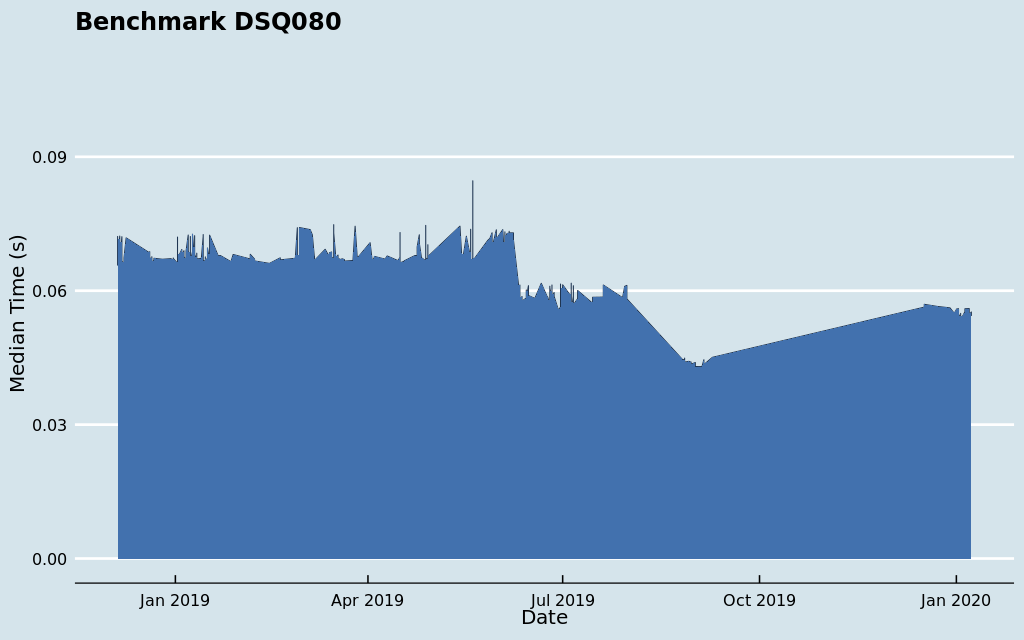 Benchmark DSQ080
0.09
0.06
0.03
0.00
Median Time (s)
Jan 2019
Apr 2019
Jul 2019
Oct 2019
Jan 2020
Date